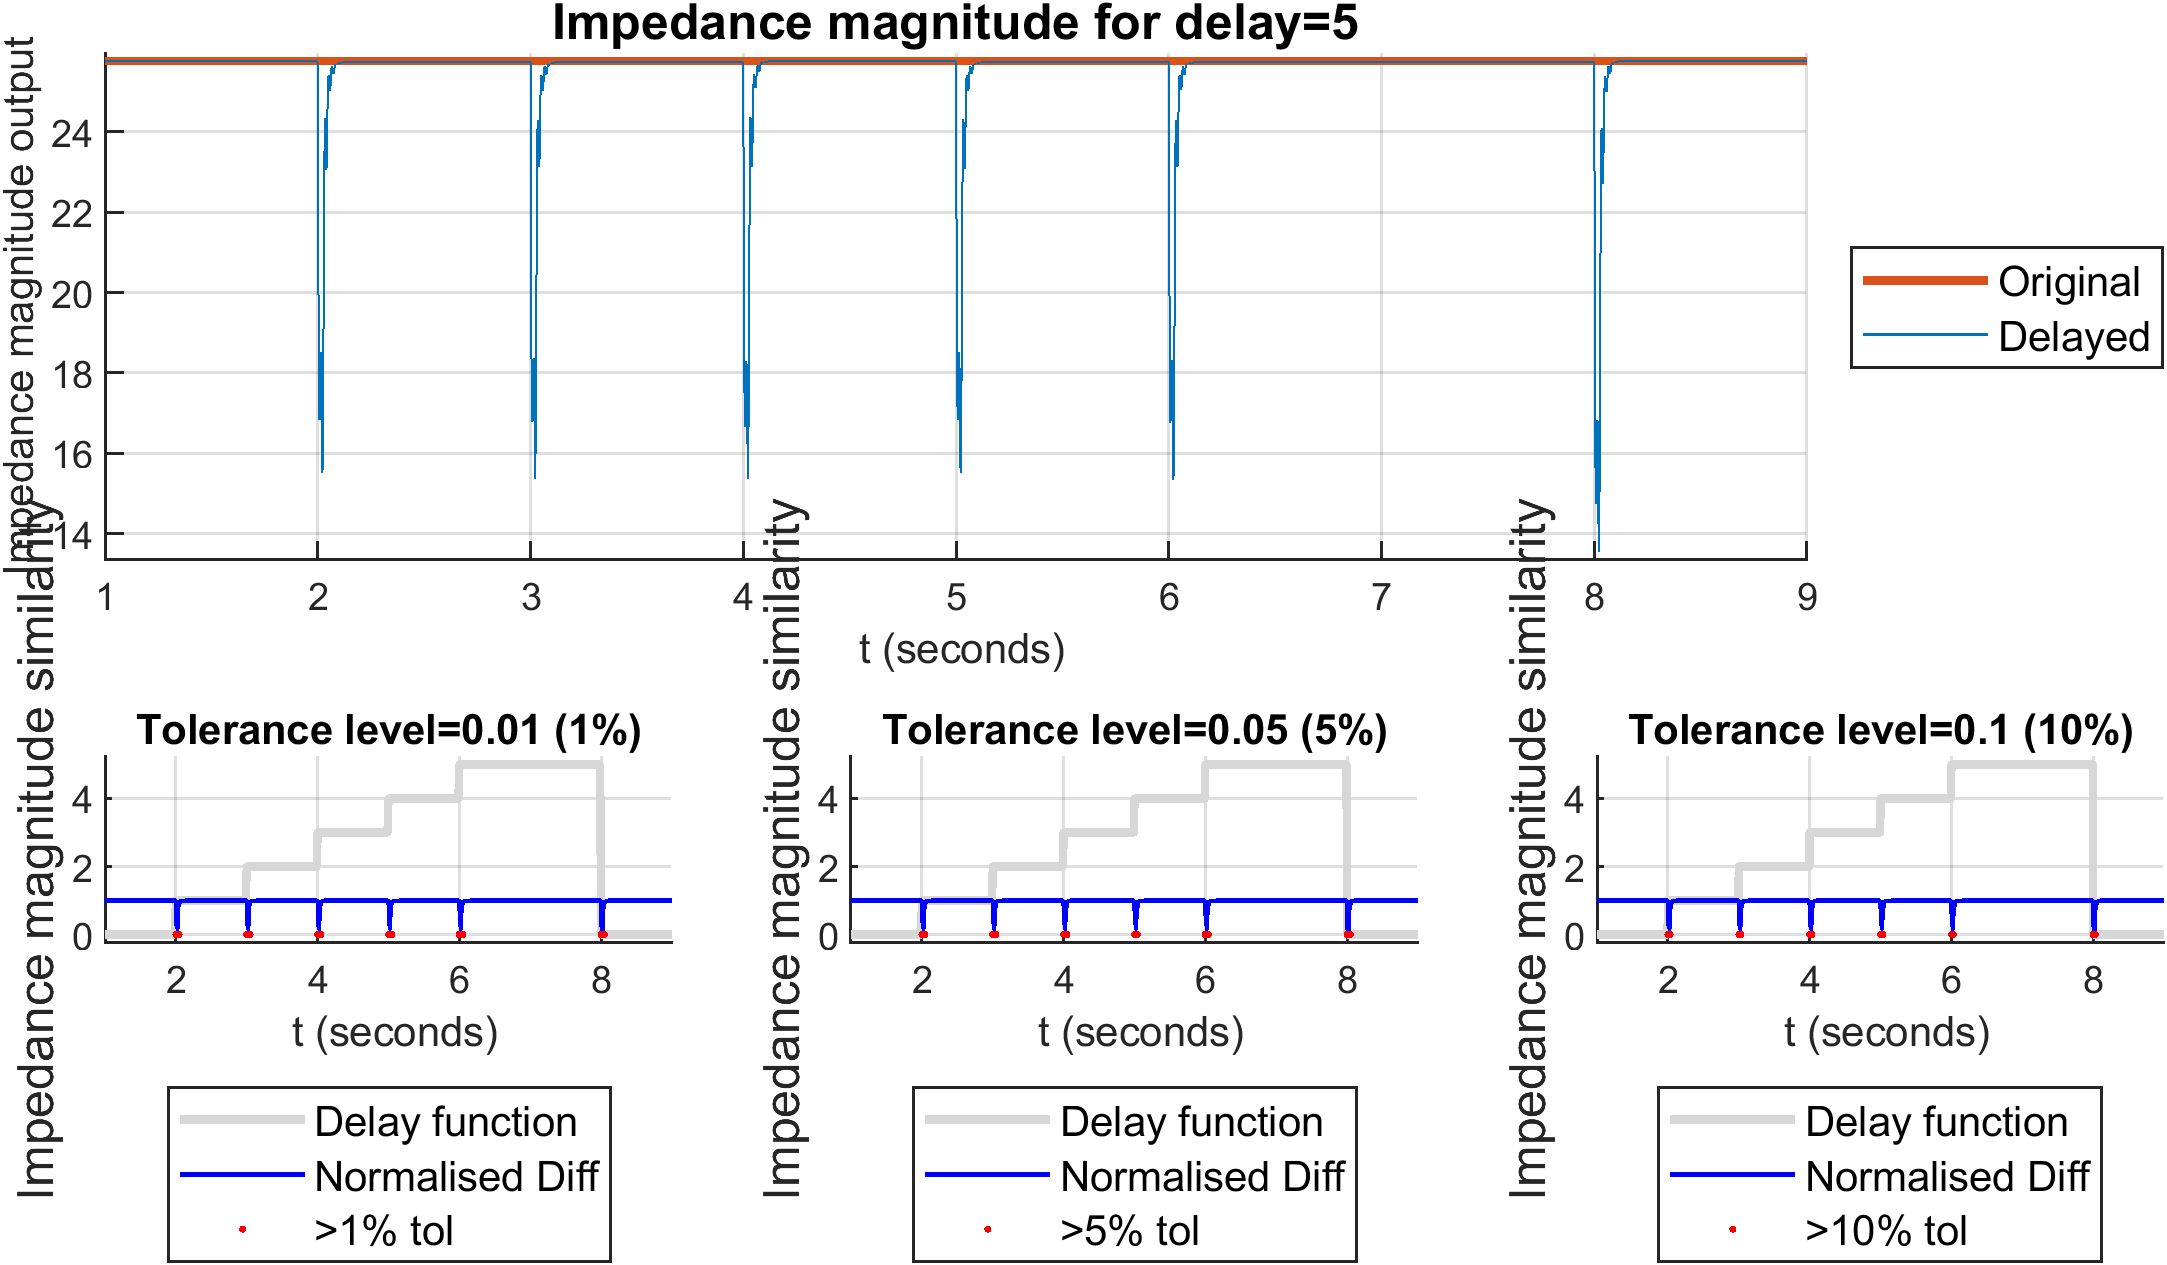 Impedance magnitude for delay=5
Impedance magnitude output
24
22
20
18
16
14
1 2 3 4 5 6 7 8 9
t (seconds)
Original
Delayed
Tolerance level=0.01 (1%)
Impedance magnitude similarity
4
2
0
2 4 6 8
t (seconds)
Delay function
Normalised Diff
>1% tol
Tolerance level=0.05 (5%)
Impedance magnitude similarity
4
2
0
2 4 6 8
t (seconds)
Delay function
Normalised Diff
>5% tol
Tolerance level=0.1 (10%)
Impedance magnitude similarity
4
2
0
2 4 6 8
t (seconds)
Delay function
Normalised Diff
>10% tol